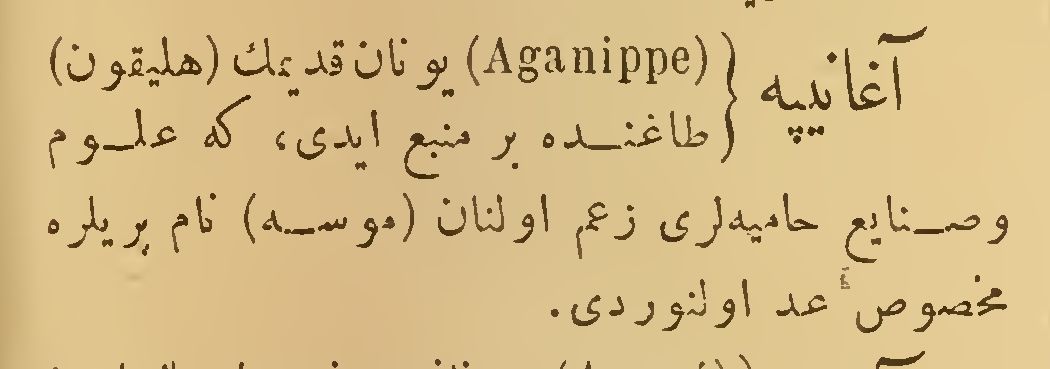 آغانیپه { (Aganippe) یونان قدیمك (هلیقون)
طاغنده بر منبع ایدی، که علوم
وصنایع حامیه‌لری زعم اولنان (موسه) نام پریلره
مخصوص عد اولنوردی.